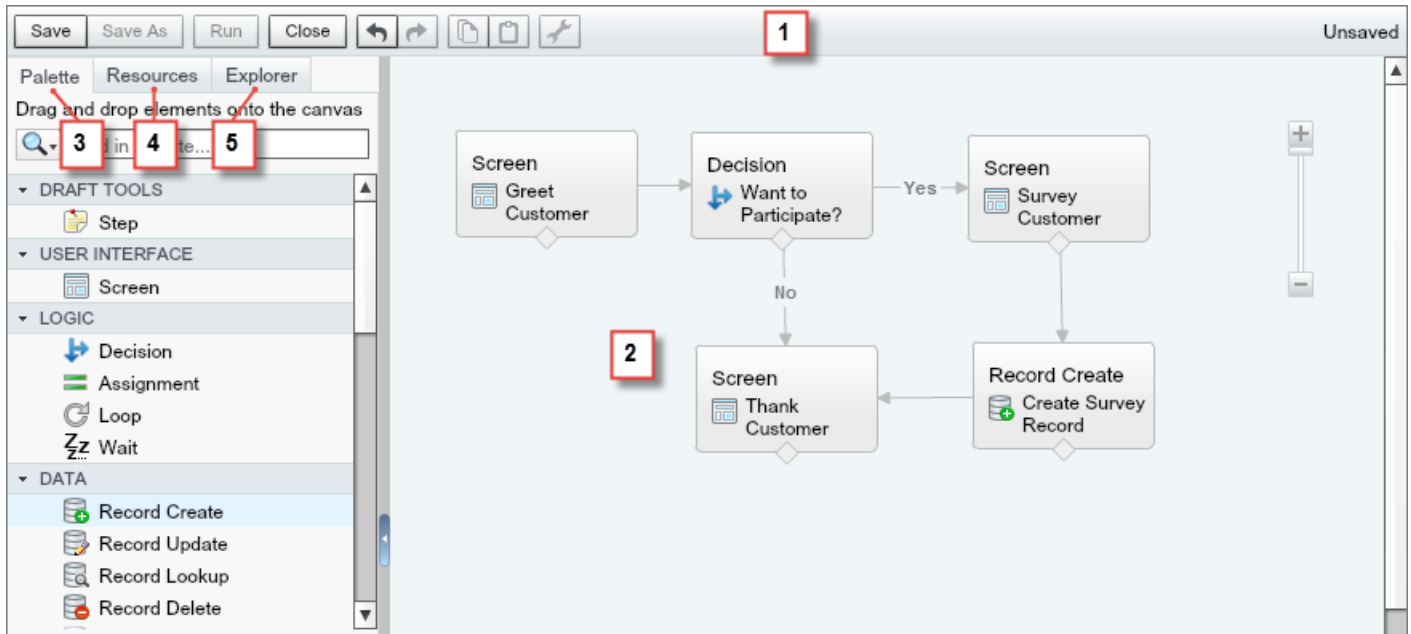 Save Save As Run Close 1 Unsaved
Palette Resources Explorer
Drag and drop elements onto the canvas
3 4 5
DRAFT TOOLS
Step
USER INTERFACE
Screen
LOGIC
Decision
Assignment
Loop
Zzz Wait
DATA
Record Create
Record Update
Record Lookup
Record Delete
Screen
Greet
Customer
Decision
Want to
Participate?
Yes
Screen
Survey
Customer
No
2
Screen
Thank
Customer
Record Create
Create Survey
Record